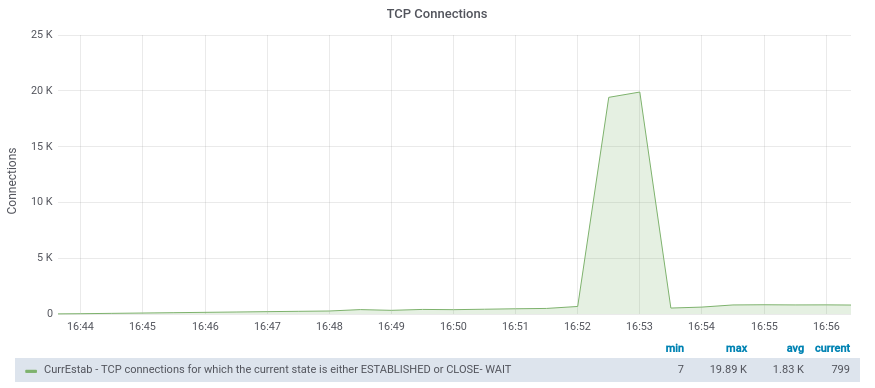 TCP Connections
25 K
20 K
15 K
10 K
5 K
0
Connections
16:44 16:45 16:46 16:47 16:48 16:49 16:50 16:51 16:52 16:53 16:54 16:55 16:56
min max avg current
CurrEstab - TCP connections for which the current state is either ESTABLISHED or CLOSE- WAIT 7 19.89 K 1.83 K 799